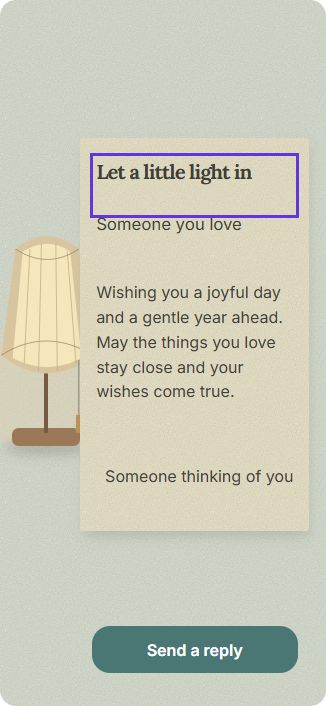 Let a little light in
Someone you love
Wishing you a joyful day
and a gentle year ahead.
May the things you love
stay close and your
wishes come true.
Someone thinking of you
Send a reply